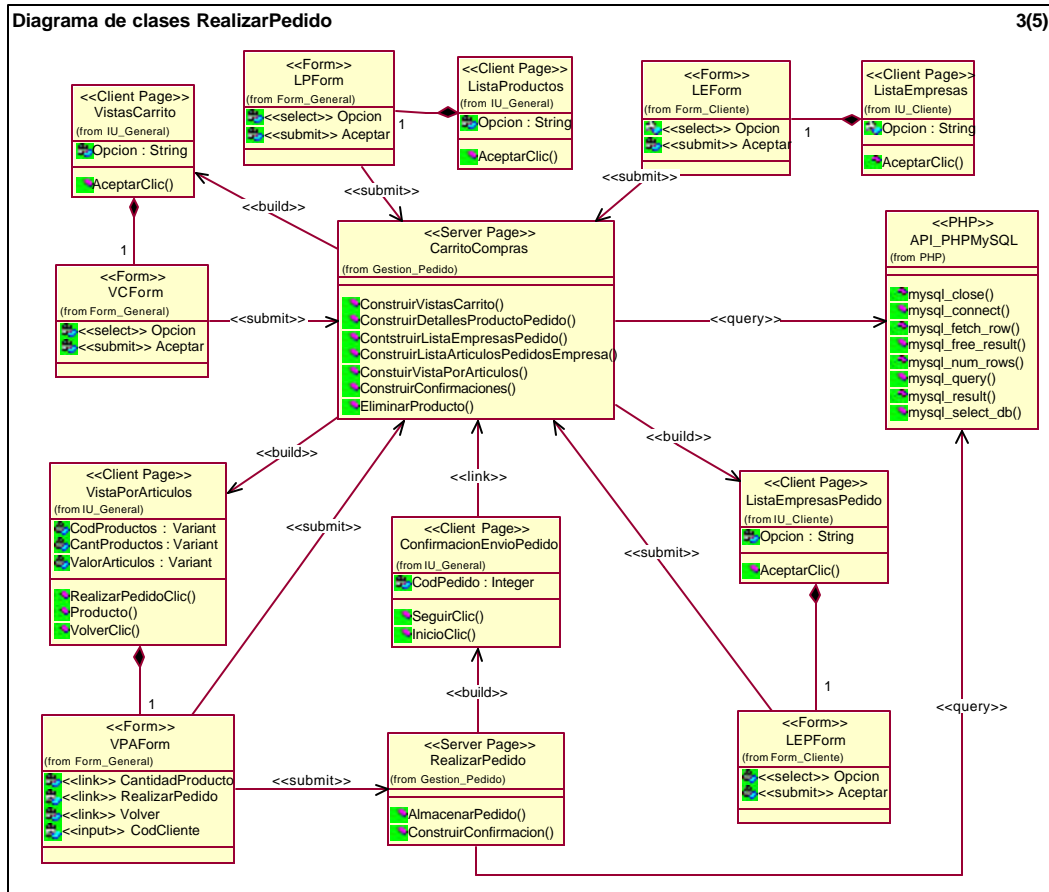 Diagrama de clases RealizarPedido
3(5)
<<Form>>
LPForm
(from Form_General)
<<select>> Opcion
<<submit>> Aceptar
1
<<Client Page>>
ListaProductos
(from IU_General)
Opcion : String
AceptarClic()
<<Form>>
LEForm
(from Form_Cliente)
<<select>> Opcion
<<submit>> Aceptar
1
<<Client Page>>
ListaEmpresas
(from IU_Cliente)
Opcion : String
AceptarClic()
<<Client Page>>
VistasCarrito
(from IU_General)
Opcion : String
AceptarClic()
<<submit>>
<<submit>>
<<build>>
1
<<Server Page>>
CarritoCompras
(from Gestion_Pedido)
ConstruirVistasCarrito()
ConstruirDetallesProductoPedido()
ContstruirListaEmpresasPedido()
ConstruirListaArticulosPedidosEmpresa()
ConstuirVistaPorArticulos()
ConstruirConfirmaciones()
EliminarProducto()
<<PHP>>
API_PHPMySQL
(from PHP)
mysql_close()
mysql_connect()
mysql_fetch_row()
mysql_free_result()
mysql_num_rows()
mysql_query()
mysql_result()
mysql_select_db()
<<Form>>
VCForm
(from Form_General)
<<select>> Opcion
<<submit>> Aceptar
<<submit>>
<<query>>
<<build>>
<<link>>
<<build>>
<<Client Page>>
VistaPorArticulos
(from IU_General)
CodProductos : Variant
CantProductos : Variant
ValorArticulos : Variant
RealizarPedidoClic()
Producto()
VolverClic()
<<submit>>
<<Client Page>>
ConfirmacionEnvioPedido
(from IU_General)
CodPedido : Integer
SeguirClic()
InicioClic()
<<submit>>
<<Client Page>>
ListaEmpresasPedido
(from IU_Cliente)
Opcion : String
AceptarClic()
1
<<build>>
1
<<query>>
<<Form>>
VPAForm
(from Form_General)
<<link>> CantidadProducto
<<link>> RealizarPedido
<<link>> Volver
<<input>> CodCliente
<<submit>>
<<Server Page>>
RealizarPedido
(from Gestion_Pedido)
AlmacenarPedido()
ConstruirConfirmacion()
<<Form>>
LEPForm
(from Form_Cliente)
<<select>> Opcion
<<submit>> Aceptar